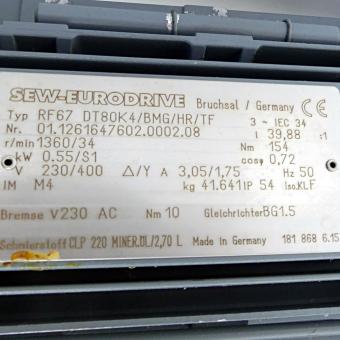 SEW-EURODRIVE Bruchsal / Germany CE
Typ RF67 DT80K4/BMG/HR/TF 3 ~ IEC 34
Nr. 01.1261647602.0002.08 i 39,88 :1
r/min 1360/34 Nm 154
kW 0.55/S1 cosφ 0,72
V 230/400 Δ/Y A 3,05/1,75 Hz 50
IM M4 kg 41.641 IP 54 Iso.Kl.F
Bremse V230 AC Nm 10 Gleichrichter BG1.5
Schmierstoff CLP 220 MINER.ÖL/2,70 L Made in Germany 181 868 6.15